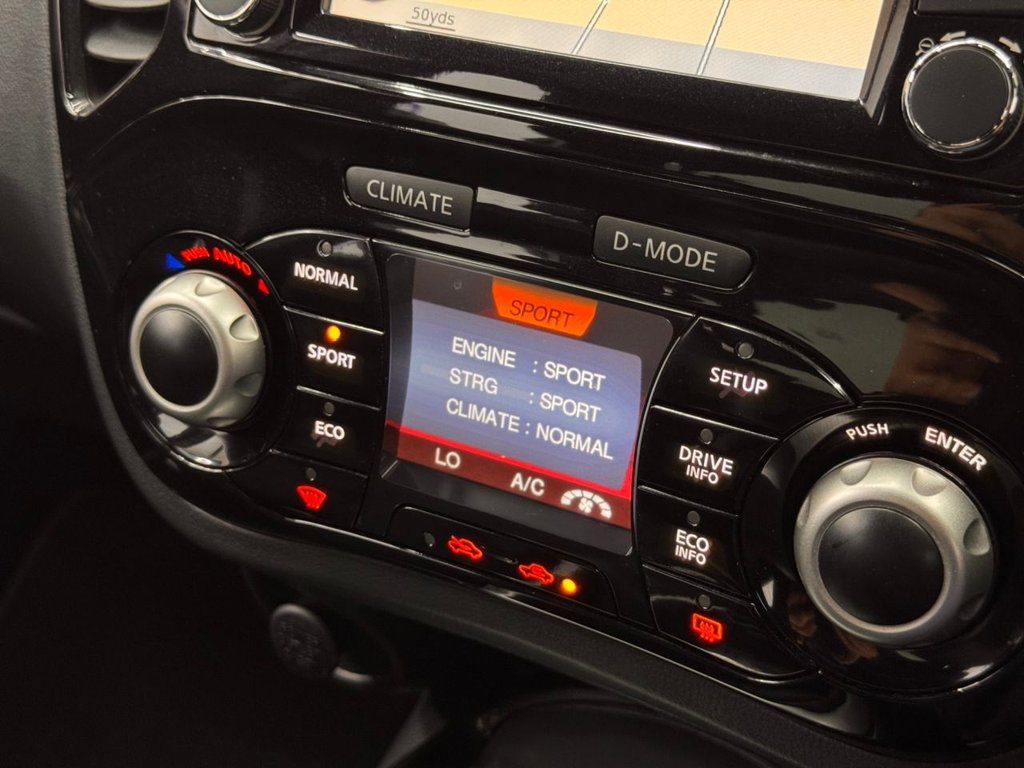 50yds
CLIMATE
D-MODE
PUSH AUTO
NORMAL
SPORT
ECO
SPORT
ENGINE : SPORT
STRG : SPORT
CLIMATE : NORMAL
LO A/C
SETUP
DRIVE
INFO
ECO
INFO
PUSH ENTER